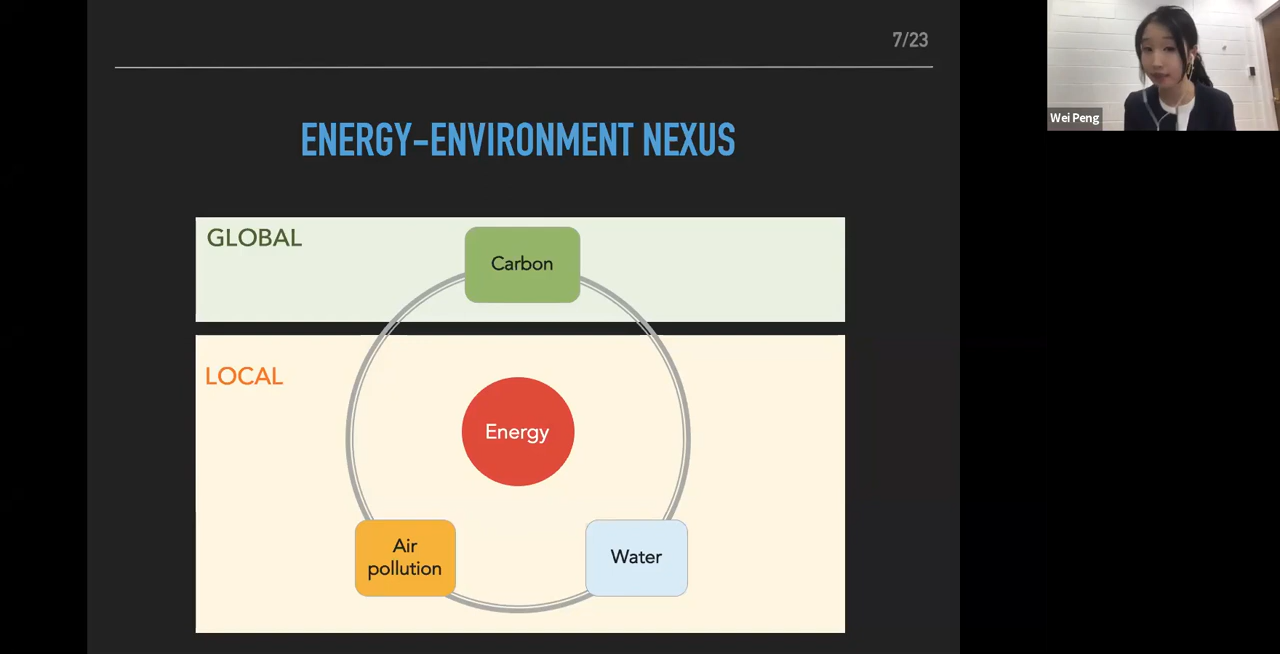 7/23
Wei Peng
ENERGY-ENVIRONMENT NEXUS
GLOBAL
Carbon
LOCAL
Energy
Air
pollution
Water